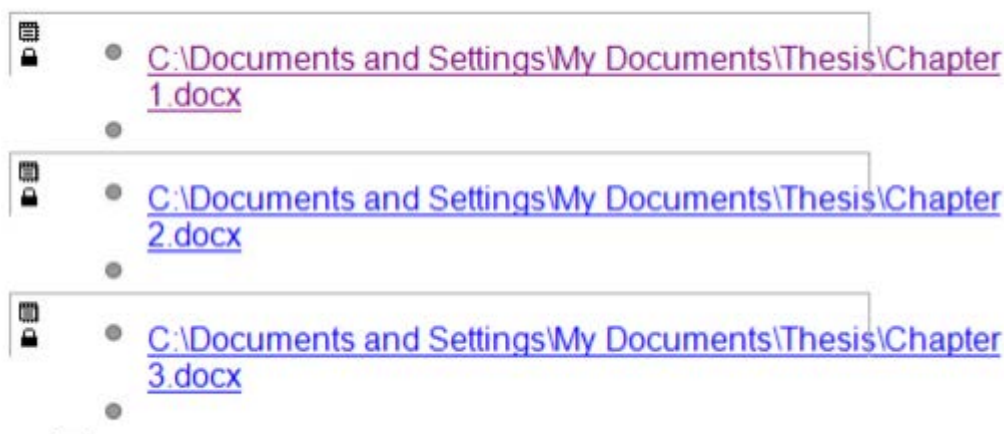 C:\Documents and Settings\My Documents\Thesis\Chapter
1.docx
C:\Documents and Settings\My Documents\Thesis\Chapter
2.docx
C:\Documents and Settings\My Documents\Thesis\Chapter
3.docx